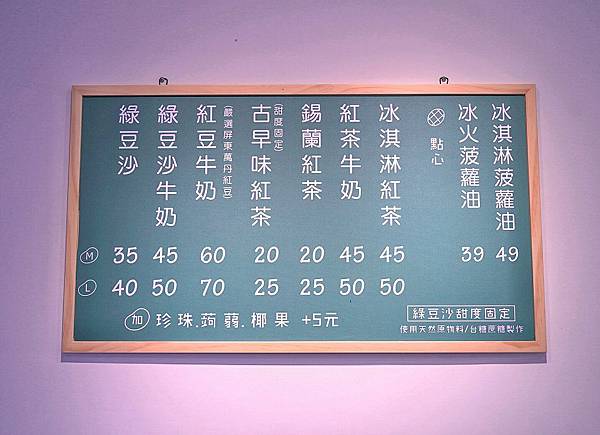 冰淇淋菠蘿油
冰火菠蘿油
點心
冰淇淋紅茶
紅茶牛奶
錫蘭紅茶
古早味紅茶
(甜度固定)
紅豆牛奶
(嚴選屏東萬丹紅豆)
綠豆沙牛奶
綠豆沙
M 35 45 60 20 20 45 45 39 49
L 40 50 70 25 25 50 50
加 珍珠.蒟蒻.椰果 +5元
綠豆沙甜度固定
使用天然原物料/台糖蔗糖製作